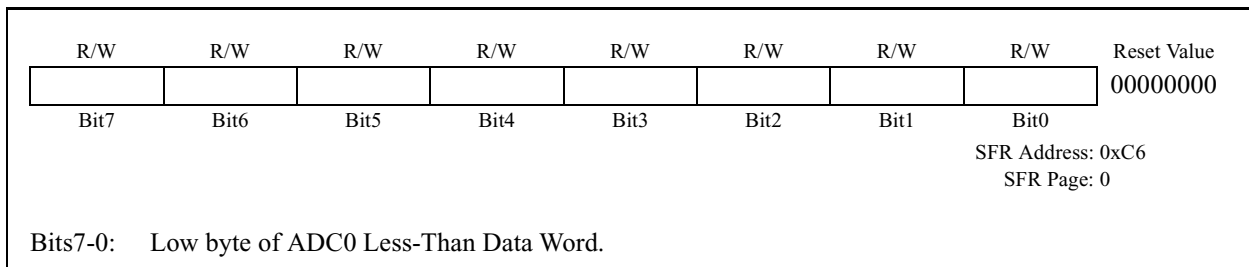 R/W R/W R/W R/W R/W R/W R/W R/W Reset Value
00000000
Bit7 Bit6 Bit5 Bit4 Bit3 Bit2 Bit1 Bit0
SFR Address: 0xC6
SFR Page: 0
Bits7-0: Low byte of ADC0 Less-Than Data Word.